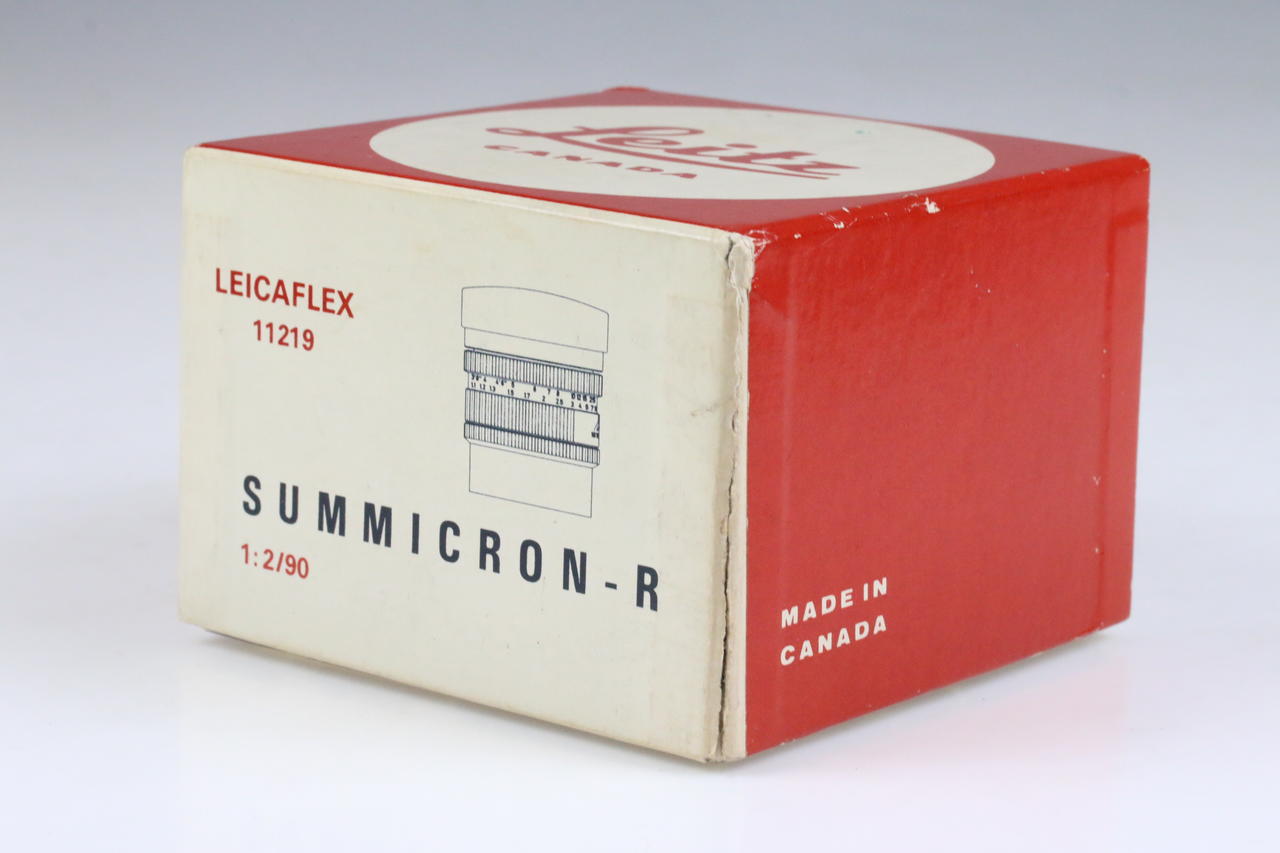 Leitz
CANADA
LEICAFLEX
11219
SUMMICRON-R
1:2/90
MADE IN
CANADA